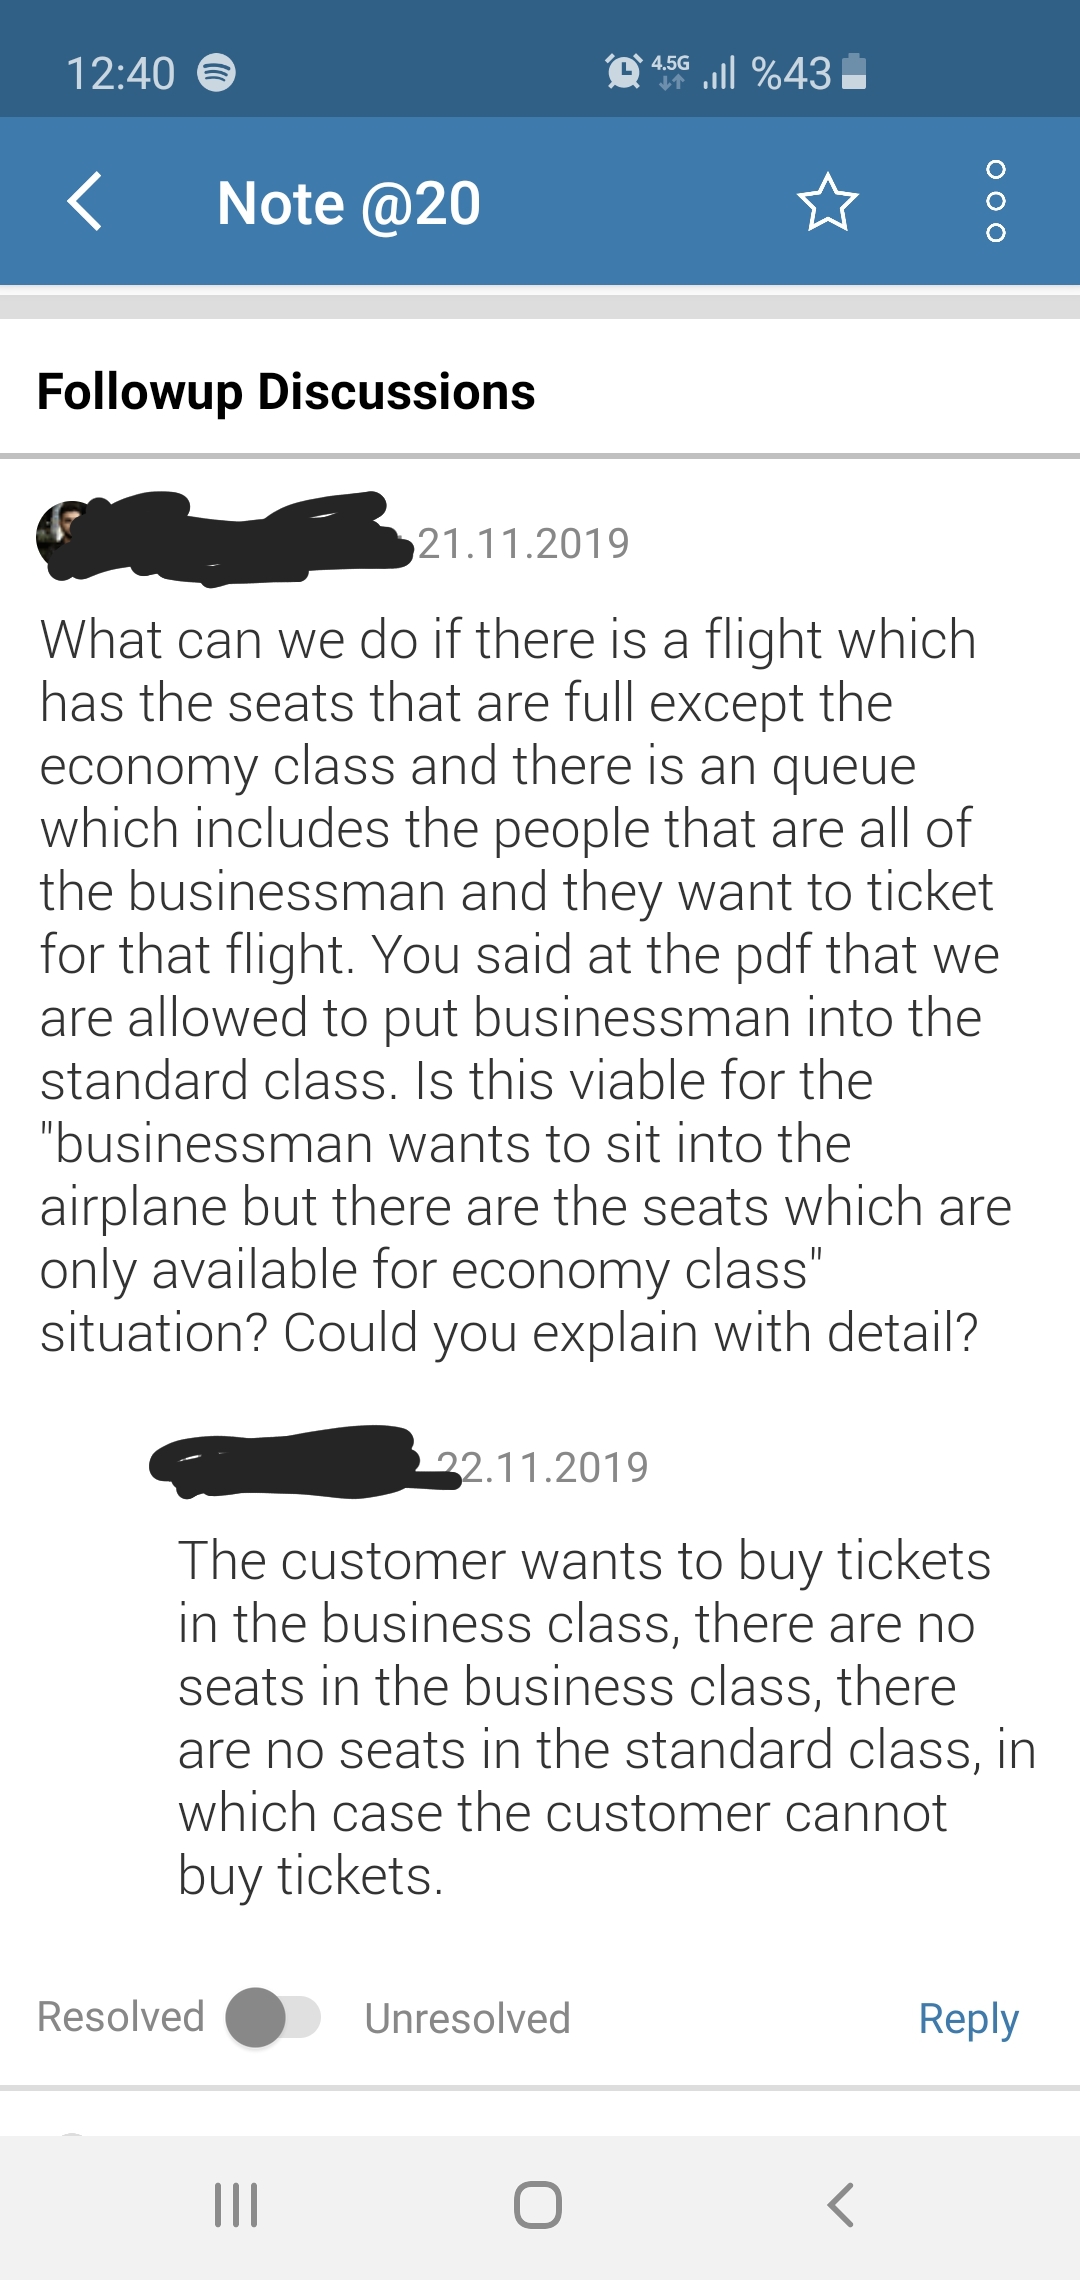 12:40 4.5G %43
Note @20
Followup Discussions
21.11.2019
What can we do if there is a flight which
has the seats that are full except the
economy class and there is an queue
which includes the people that are all of
the businessman and they want to ticket
for that flight. You said at the pdf that we
are allowed to put businessman into the
standard class. Is this viable for the
"businessman wants to sit into the
airplane but there are the seats which are
only available for economy class"
situation? Could you explain with detail?
22.11.2019
The customer wants to buy tickets
in the business class, there are no
seats in the business class, there
are no seats in the standard class, in
which case the customer cannot
buy tickets.
Resolved Unresolved Reply